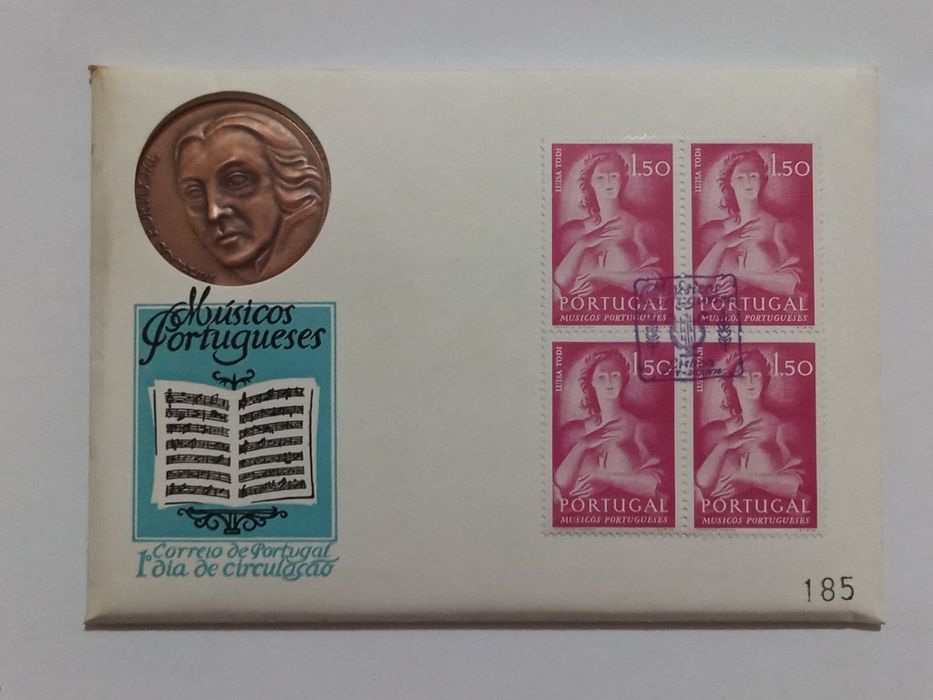 Músicos
Portugueses
Correio de Portugal
1º dia de circulação
LUISA TODI
1.50
PORTUGAL
MUSICOS PORTUGUESES
LUISA TODI
1.50
PORTUGAL
MUSICOS PORTUGUESES
LUISA TODI
1.50
PORTUGAL
MUSICOS PORTUGUESES
LUISA TODI
1.50
PORTUGAL
MUSICOS PORTUGUESES
Músicos
185